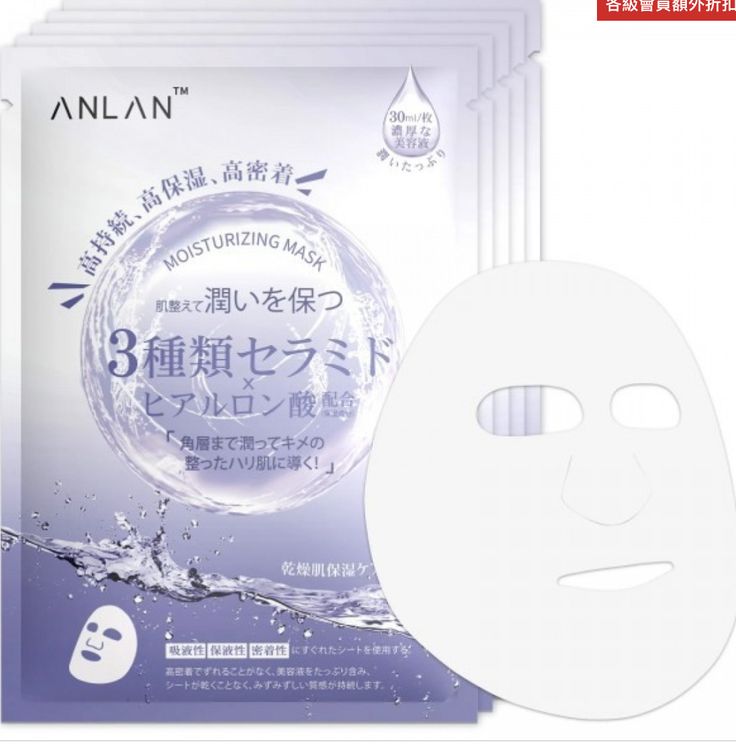 各級會員額外折扣
ANLAN™
30ml/枚
濃厚な
美容液
潤いたっぷり
高持続、高保湿、高密着
MOISTURIZING MASK
肌整えて潤いを保つ
3種類セラミド
×
ヒアルロン酸 配合
「角層まで潤ってキメの
整ったハリ肌に導く!」
乾燥肌保湿ケ
吸液性 保液性 密着性 にすぐれたシートを使用する
高密着でずれることがなく、美容液をたっぷり含み、
シートが乾くことなく、みずみずしい質感が持続します。